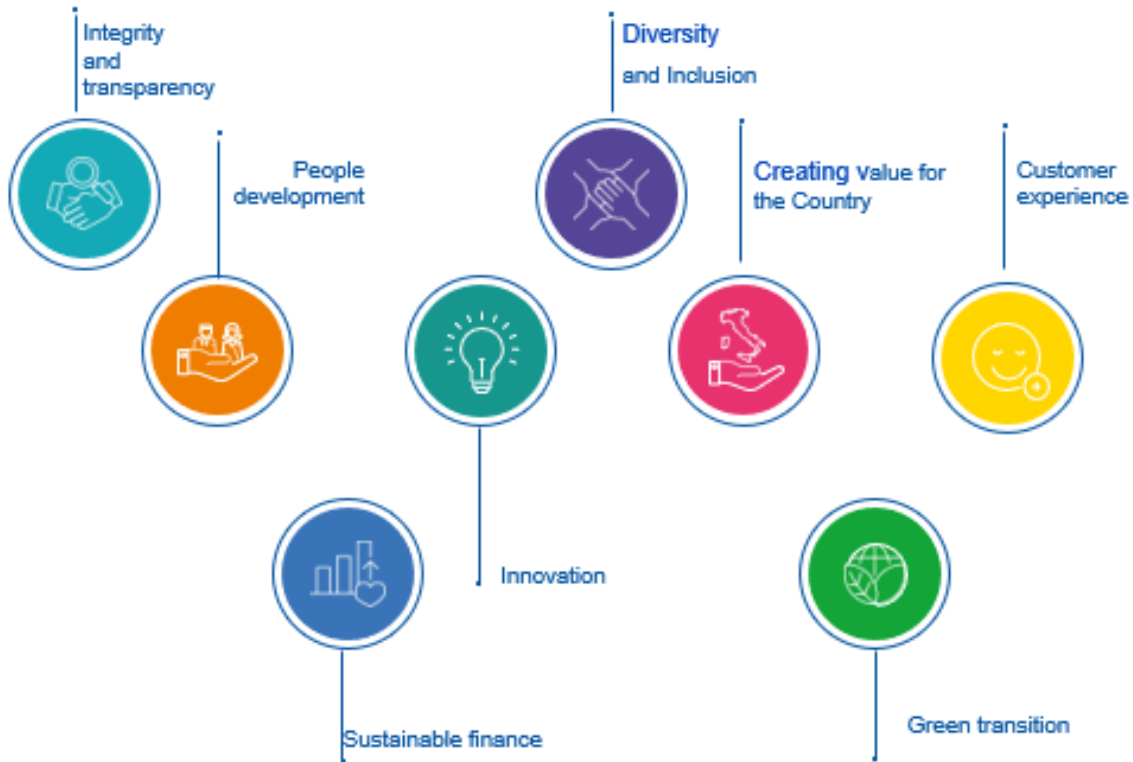 Integrity
and
transparency
Diversity
and Inclusion
People
development
Creating value for
the Country
Customer
experience
Innovation
Sustainable finance
Green transition